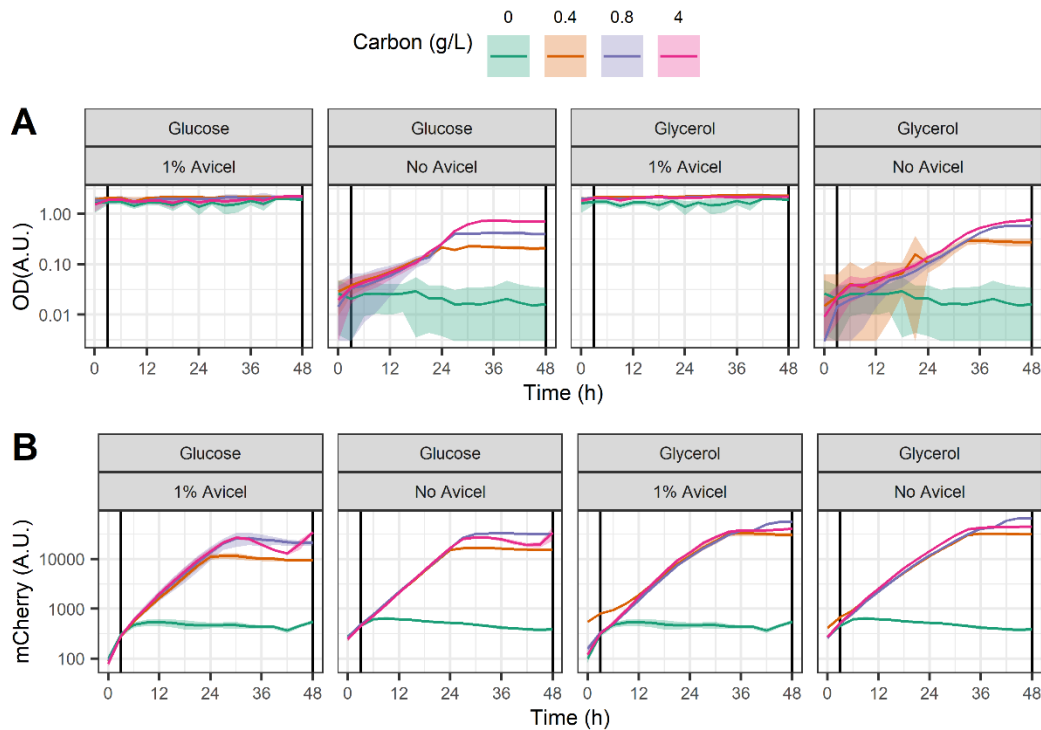 0 0.4 0.8 4
Carbon (g/L)
A
Glucose Glucose Glycerol Glycerol
1% Avicel No Avicel 1% Avicel No Avicel
OD(A.U.)
1.00
0.10
0.01
0 12 24 36 48 0 12 24 36 48 0 12 24 36 48 0 12 24 36 48
Time (h)
B
Glucose Glucose Glycerol Glycerol
1% Avicel No Avicel 1% Avicel No Avicel
mCherry (A.U.)
10000
1000
100
0 12 24 36 48 0 12 24 36 48 0 12 24 36 48 0 12 24 36 48
Time (h)